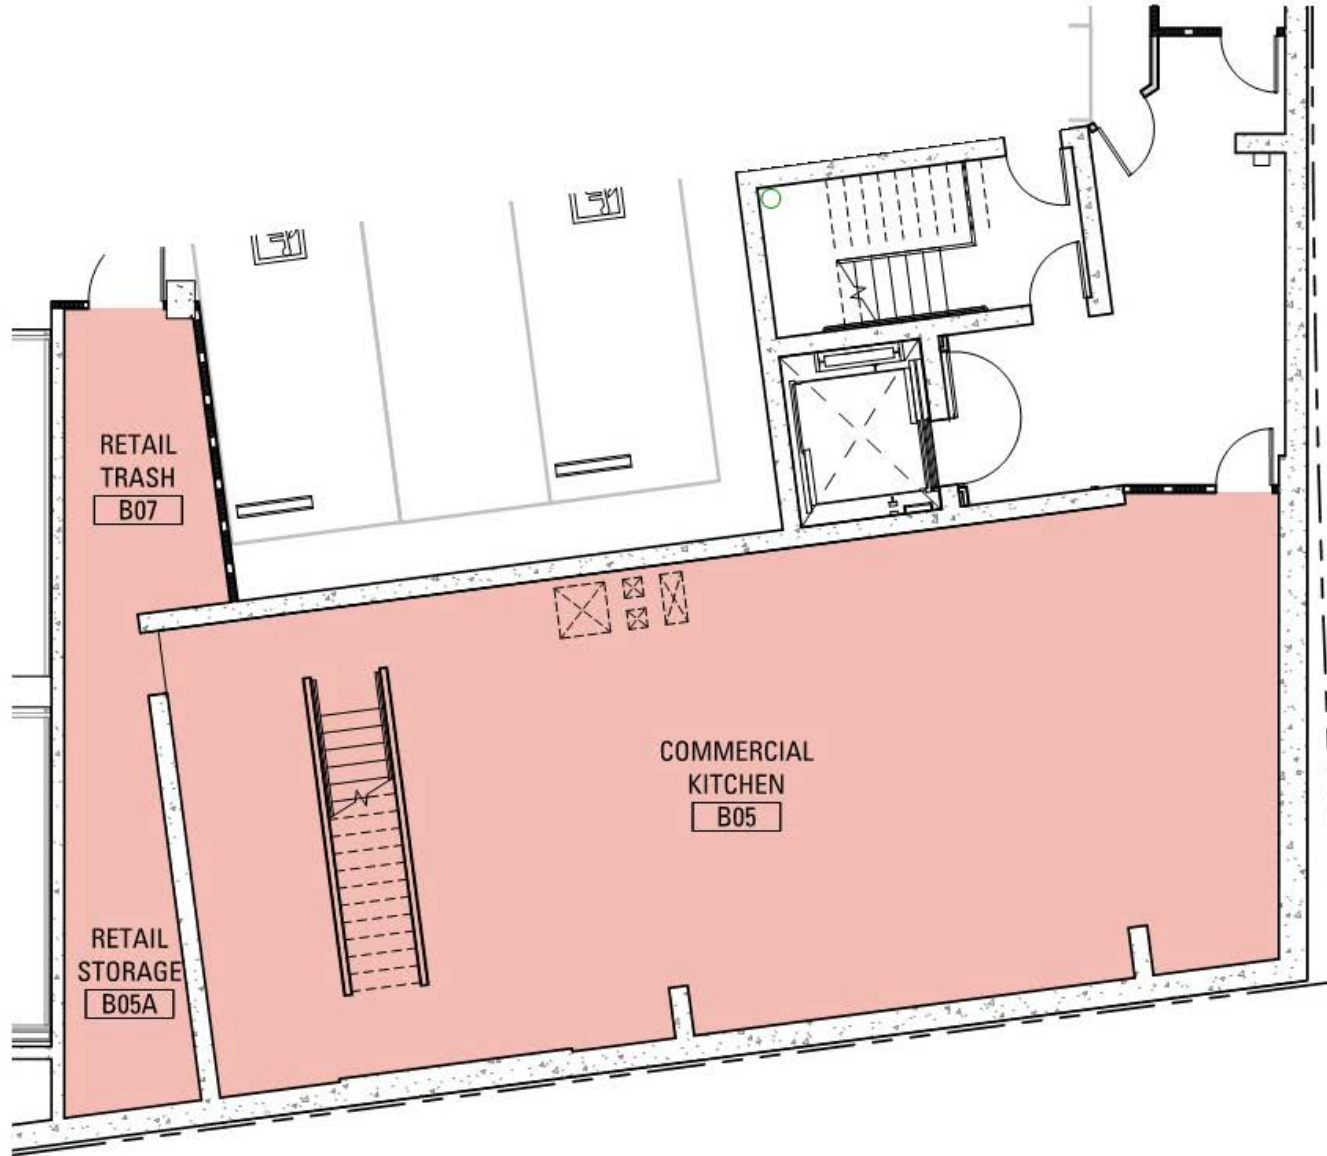 RETAIL
TRASH
B07
COMMERCIAL
KITCHEN
B05
RETAIL
STORAGE
B05A